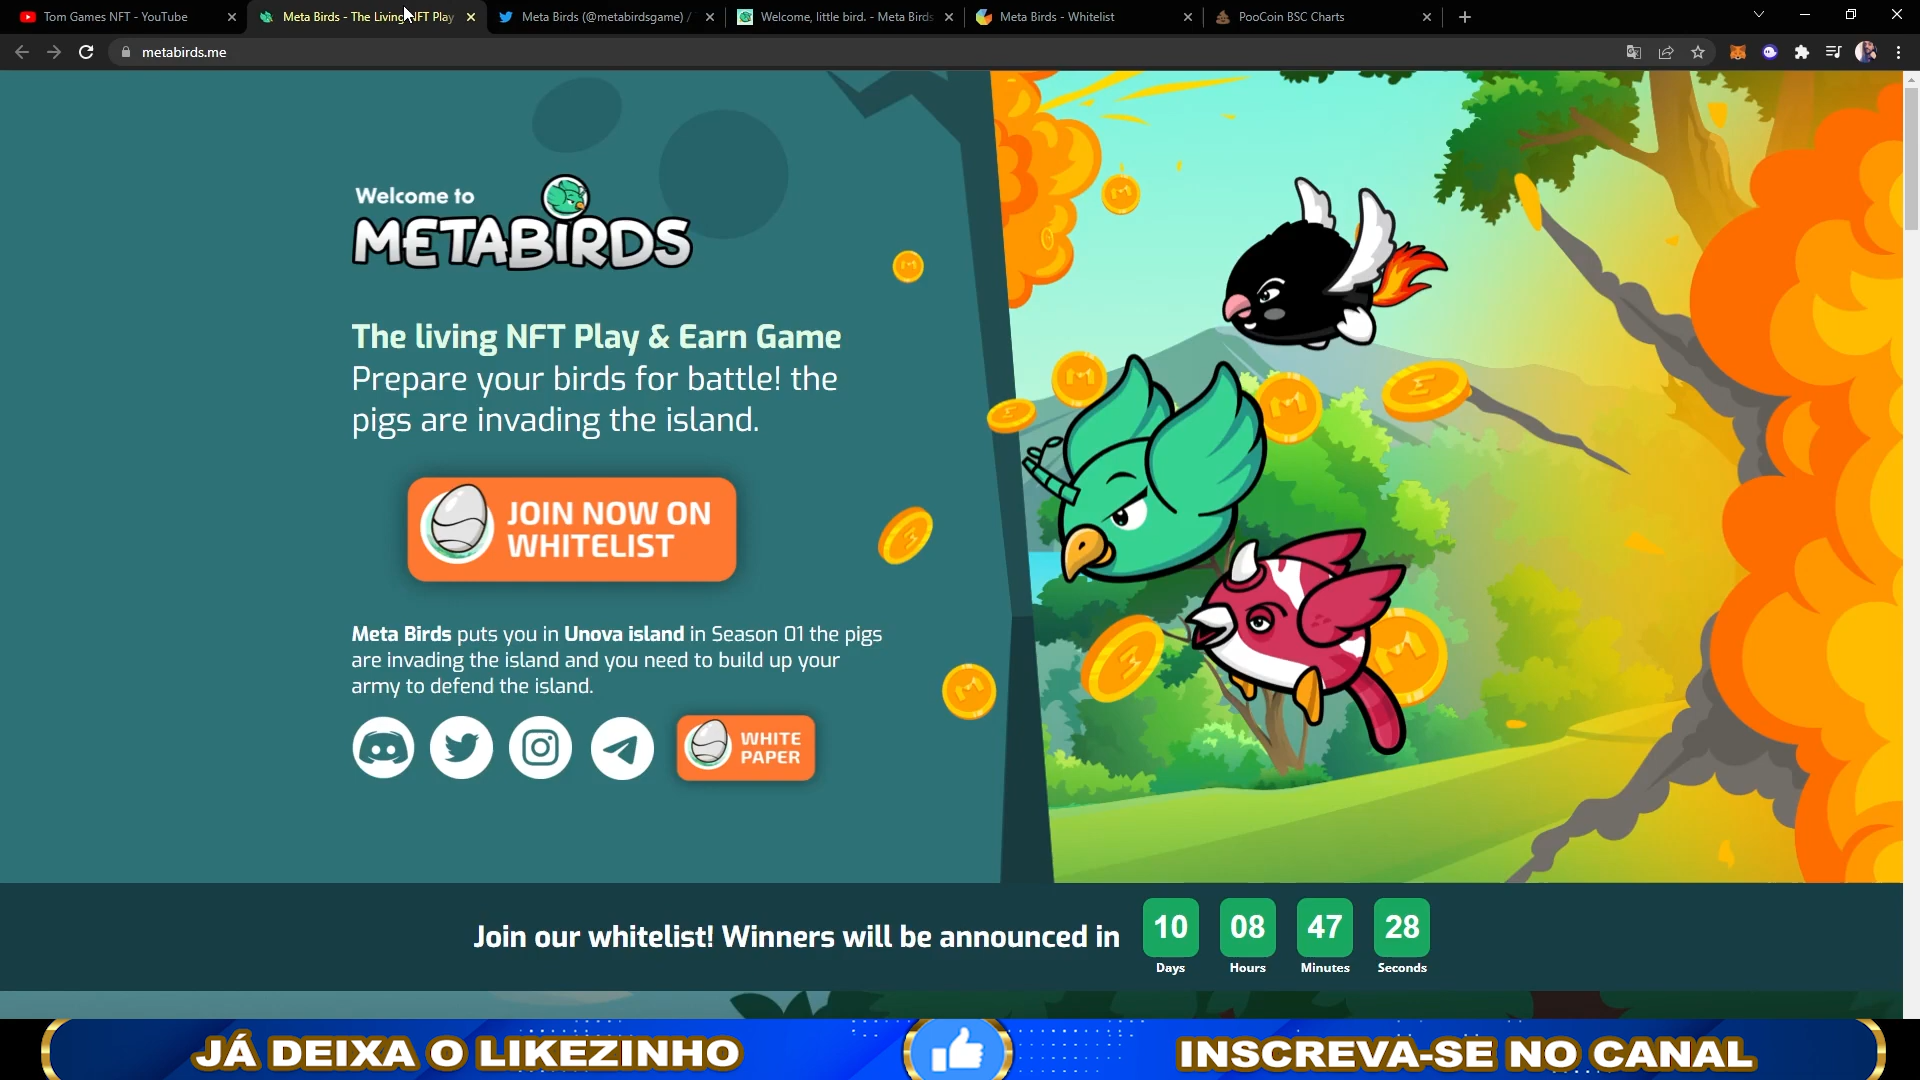 Tom Games NFT - YouTube
Meta Birds - The Living NFT Play
Meta Birds (@metabirdsgame) /
Welcome, little bird. - Meta Birds
Meta Birds - Whitelist
PooCoin BSC Charts
metabirds.me
Welcome to
METABIRDS
The living NFT Play & Earn Game
Prepare your birds for battle! the
pigs are invading the island.
JOIN NOW ON
WHITELIST
Meta Birds puts you in Unova island in Season 01 the pigs
are invading the island and you need to build up your
army to defend the island.
WHITE
PAPER
Join our whitelist! Winners will be announced in
10 08 47 28
Days Hours Minutes Seconds
JÁ DEIXA O LIKEZINHO
INSCREVA-SE NO CANAL